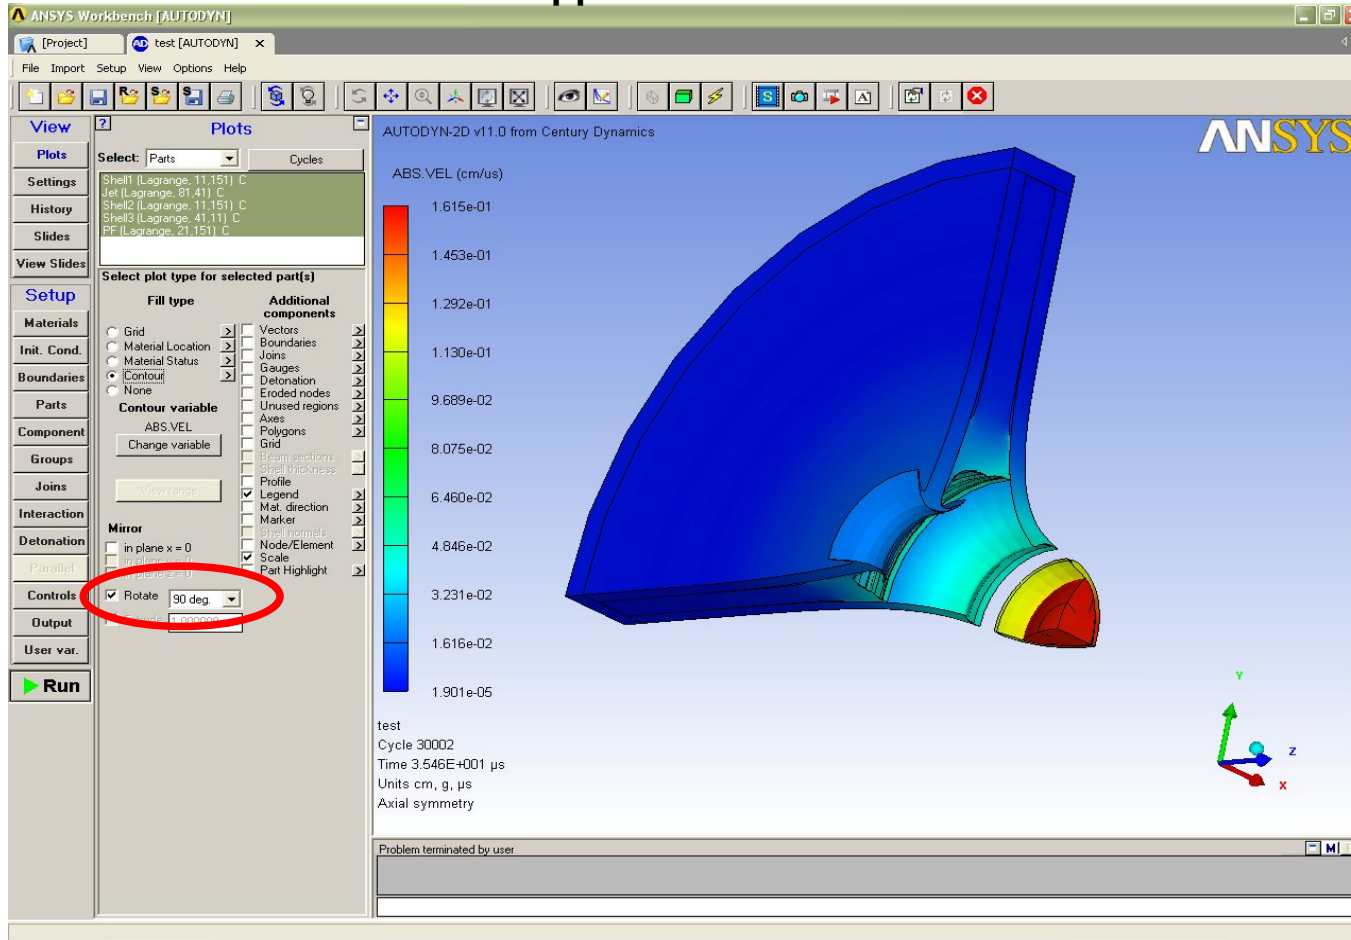 ANSYS Workbench [AUTODYN]
[Project]
AD test [AUTODYN] ×
File Import Setup View Options Help
View
Plots
Settings
History
Slides
View Slides
Setup
Materials
Init. Cond.
Boundaries
Parts
Component
Groups
Joins
Interaction
Detonation
Parallel
Controls
Output
User var.
Run
? Plots
Select: Parts Cycles
Shell1 (Lagrange, 11,151) C
Jet (Lagrange, 81,41) C
Shell2 (Lagrange, 11,151) C
Shell3 (Lagrange, 41,11) C
PF (Lagrange, 21,151) C
Select plot type for selected part(s)
Fill type
Grid >
Material Location >
Material Status >
Contour >
None
Contour variable
ABS.VEL
Change variable
View range
Mirror
in plane x = 0
in plane y = 0
in plane z = 0
Rotate 90 deg.
1.000000
Additional
components
Vectors >
Boundaries >
Joins >
Gauges >
Detonation >
Eroded nodes >
Unused regions >
Axes >
Polygons >
Grid
Beam sections >
Shell thickness >
Profile
Legend >
Mat. direction >
Marker >
Shell normals >
Node/Element >
Scale
Part Highlight >
AUTODYN-2D v11.0 from Century Dynamics
ANSYS
ABS.VEL (cm/us)
1.615e-01
1.453e-01
1.292e-01
1.130e-01
9.689e-02
8.075e-02
6.460e-02
4.846e-02
3.231e-02
1.616e-02
1.901e-05
test
Cycle 30002
Time 3.546E+001 µs
Units cm, g, µs
Axial symmetry
Y
Z
X
Problem terminated by user
M